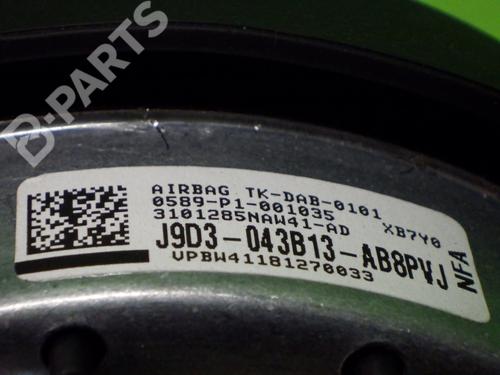 B-PARTS
AIRBAG TK-DAB-0101
0589-P1-001035 XB7Y0
3101285NAW41-AD
J9D3-043B13-AB8PVJ
VPBW41181270033
NFA